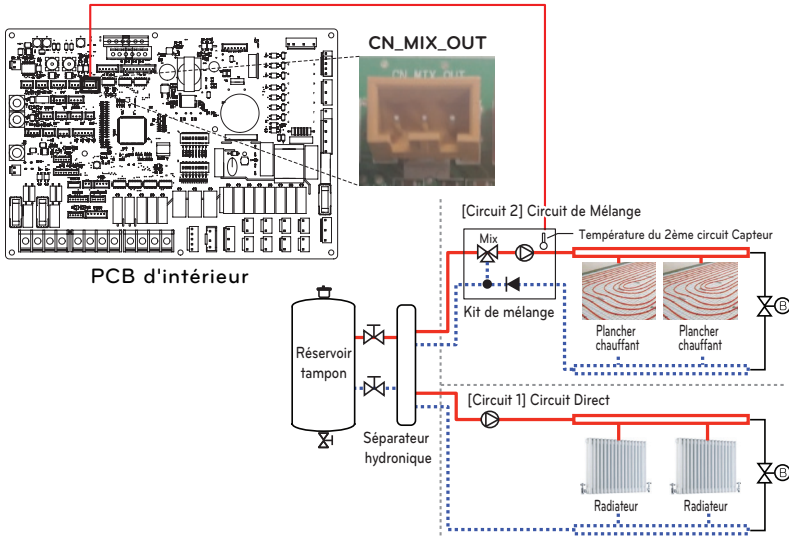 CN_MIX_OUT
CN_MIX_OUT
PCB d'intérieur
[Circuit 2] Circuit de Mélange
Température du 2ème circuit Capteur
Mix
Kit de mélange
Plancher
chauffant
Plancher
chauffant
B
Réservoir
tampon
Séparateur
hydronique
[Circuit 1] Circuit Direct
Radiateur
Radiateur
B